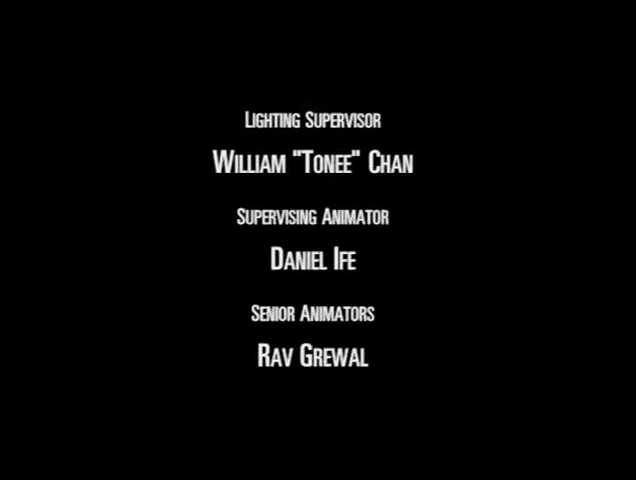 Lighting Supervisor
William "Tonee" Chan
Supervising Animator
Daniel Ife
Senior Animators
Rav Grewal